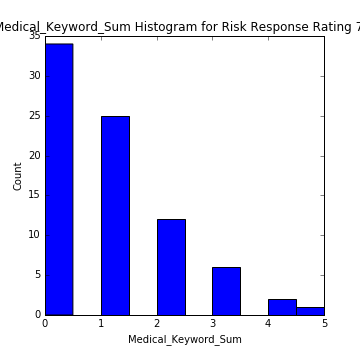 Medical_Keyword_Sum Histogram for Risk Response Rating 7
35
30
25
20
15
10
5
0
Count
0 1 2 3 4 5
Medical_Keyword_Sum